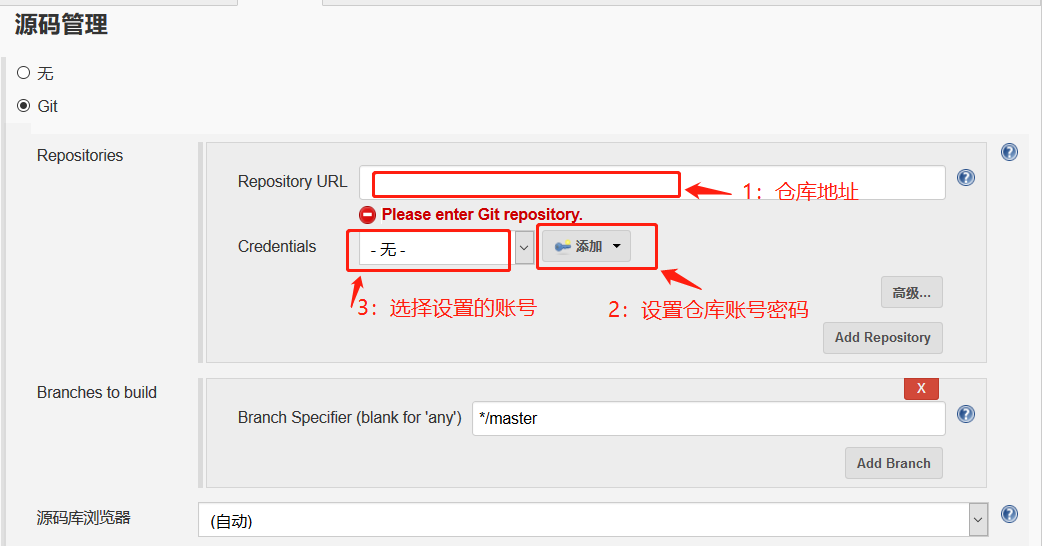 源码管理
无
Git
Repositories
Repository URL
1：仓库地址
Please enter Git repository.
Credentials
- 无 -
添加
3：选择设置的账号
2：设置仓库账号密码
高级...
Add Repository
Branches to build
X
Branch Specifier (blank for 'any')
*/master
Add Branch
源码库浏览器
(自动)